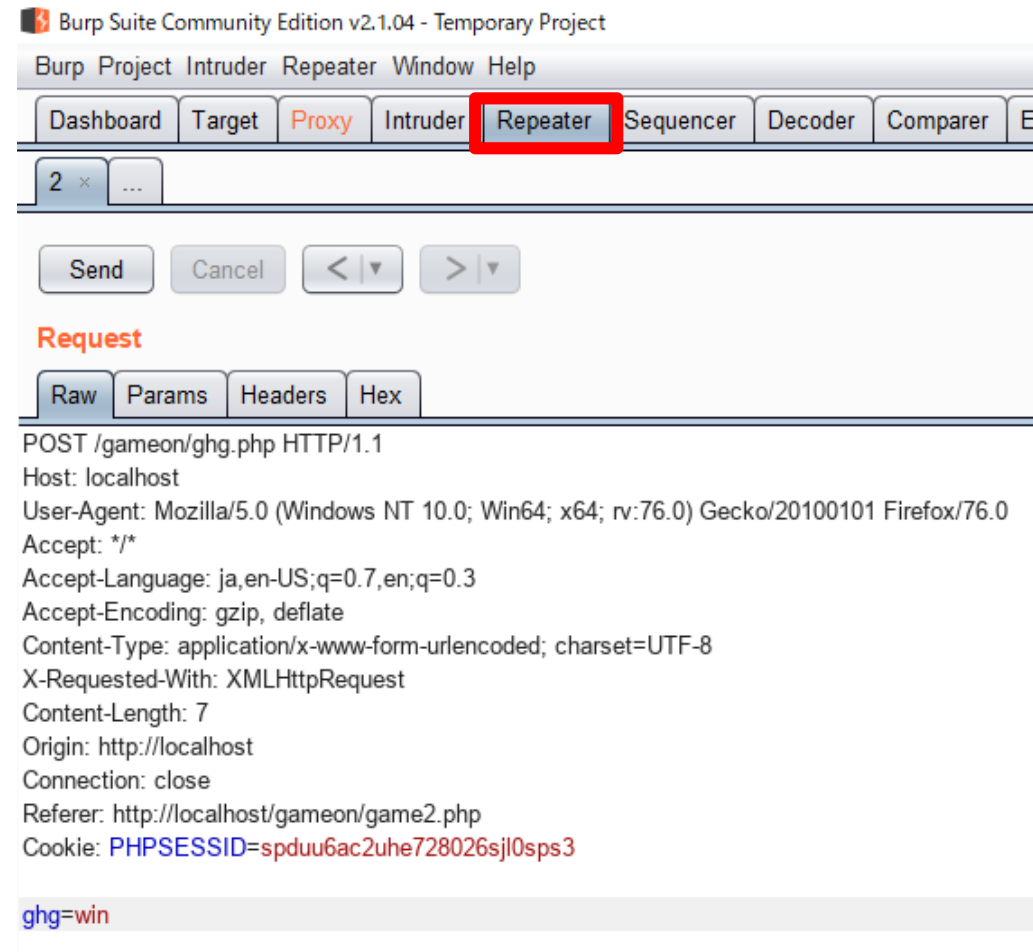 Burp Suite Community Edition v2.1.04 - Temporary Project
Burp Project Intruder Repeater Window Help
Dashboard Target Proxy Intruder Repeater Sequencer Decoder Comparer E
2 × ...
Send Cancel < | ▼ > | ▼
Request
Raw Params Headers Hex
POST /gameon/ghg.php HTTP/1.1
Host: localhost
User-Agent: Mozilla/5.0 (Windows NT 10.0; Win64; x64; rv:76.0) Gecko/20100101 Firefox/76.0
Accept: */*
Accept-Language: ja,en-US;q=0.7,en;q=0.3
Accept-Encoding: gzip, deflate
Content-Type: application/x-www-form-urlencoded; charset=UTF-8
X-Requested-With: XMLHttpRequest
Content-Length: 7
Origin: http://localhost
Connection: close
Referer: http://localhost/gameon/game2.php
Cookie: PHPSESSID=spduu6ac2uhe728026sjl0sps3
ghg=win